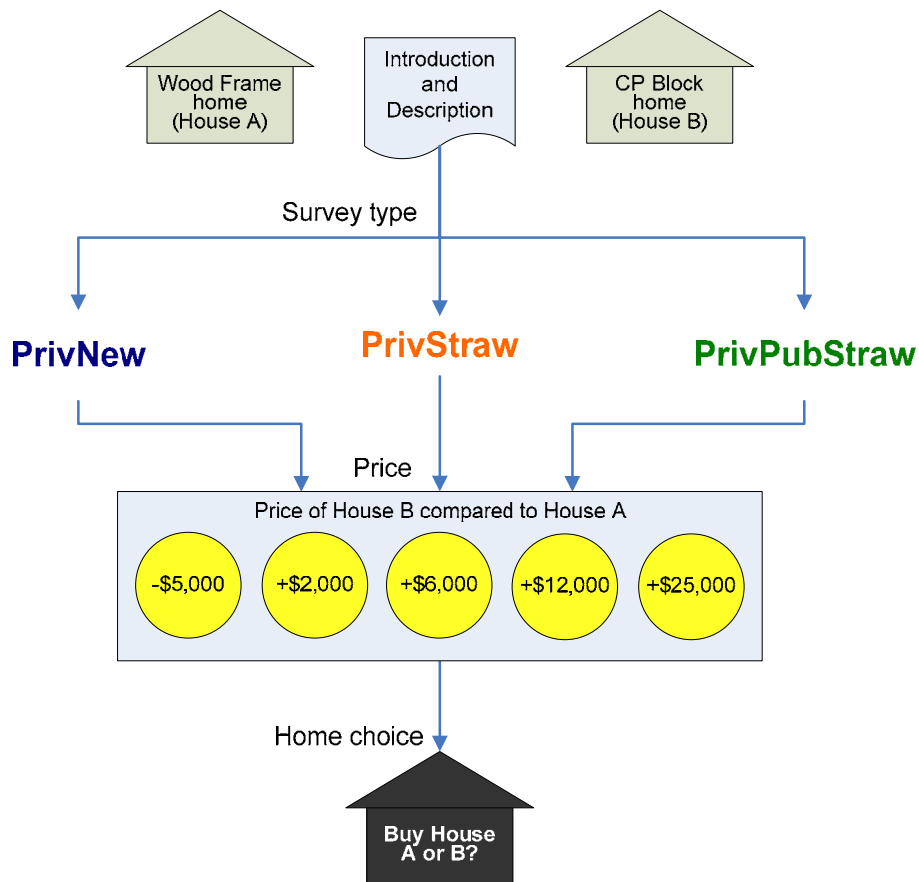 Wood Frame
home
(House A)
Introduction
and
Description
CP Block
home
(House B)
Survey type
PrivNew
PrivStraw
PrivPubStraw
Price
Price of House B compared to House A
-$5,000
+$2,000
+$6,000
+$12,000
+$25,000
Home choice
Buy House
A or B?